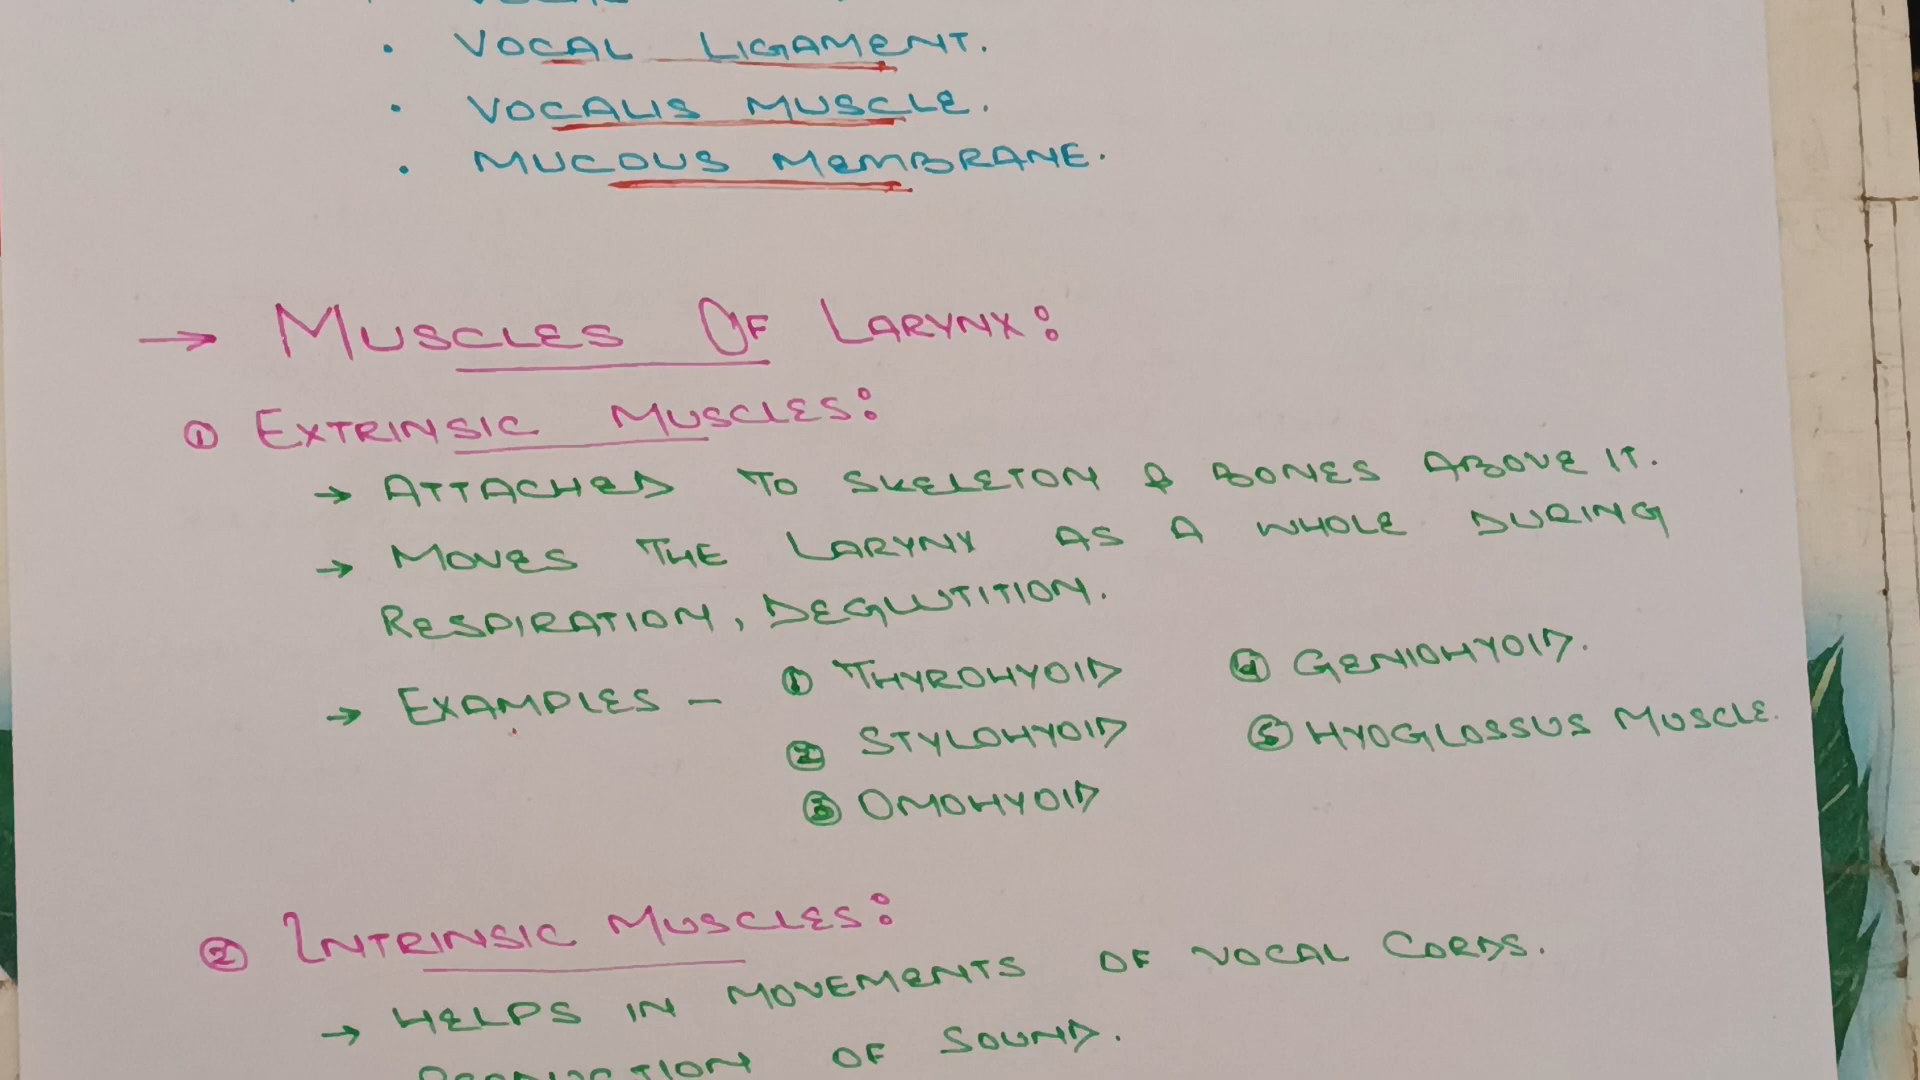 • VOCAL LIGAMENT.
• VOCALIS MUSCLE.
• MUCOUS MEMBRANE.
→ MUSCLES OF LARYNX:
① EXTRINSIC MUSCLES:
→ ATTACHED TO SKELETON & BONES ABOVE IT.
→ MOVES THE LARYNX AS A WHOLE DURING
RESPIRATION, DEGLUTITION.
→ EXAMPLES – ① THYROHYOID ④ GENIOHYOID.
② STYLOHYOID ⑤ HYOGLOSSUS MUSCLE.
③ OMOHYOID
② INTRINSIC MUSCLES:
→ HELPS IN MOVEMENTS OF VOCAL CORDS.
PRODUCTION OF SOUND.